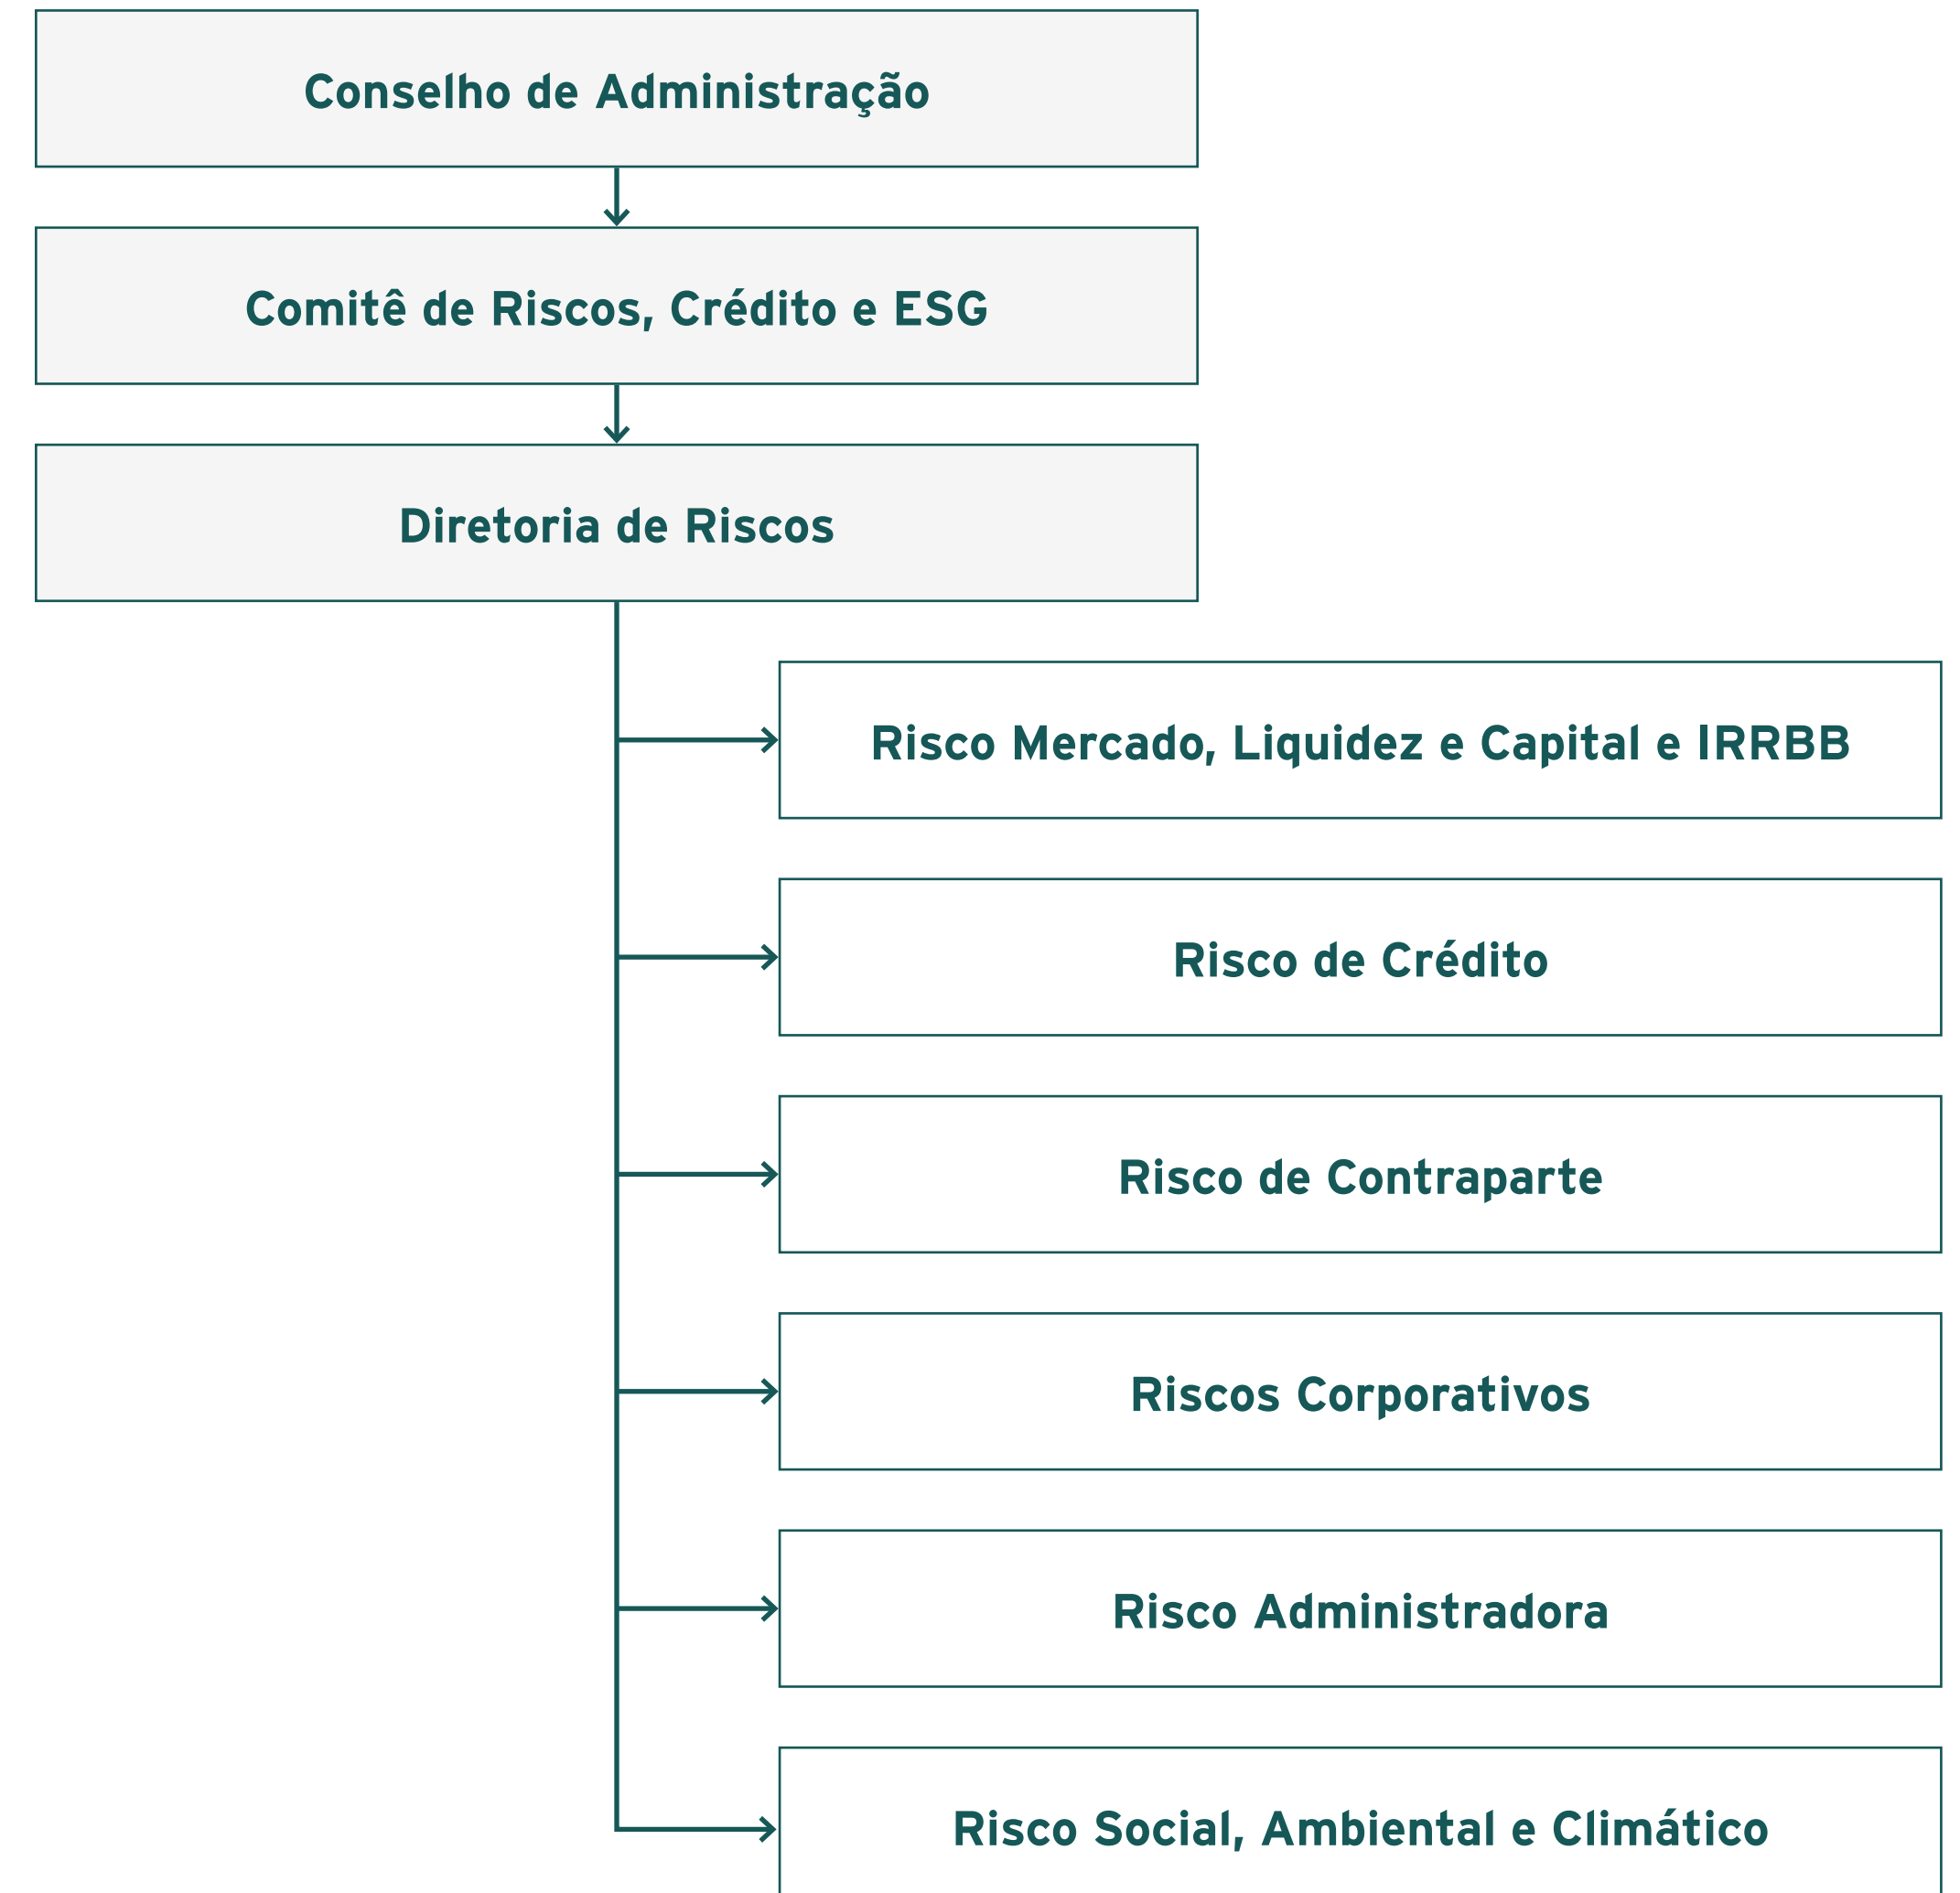 Conselho de Administração
Comitê de Riscos, Crédito e ESG
Diretoria de Riscos
Risco Mercado, Liquidez e Capital e IRRBB
Risco de Crédito
Risco de Contraparte
Riscos Corporativos
Risco Administradora
Risco Social, Ambiental e Climático